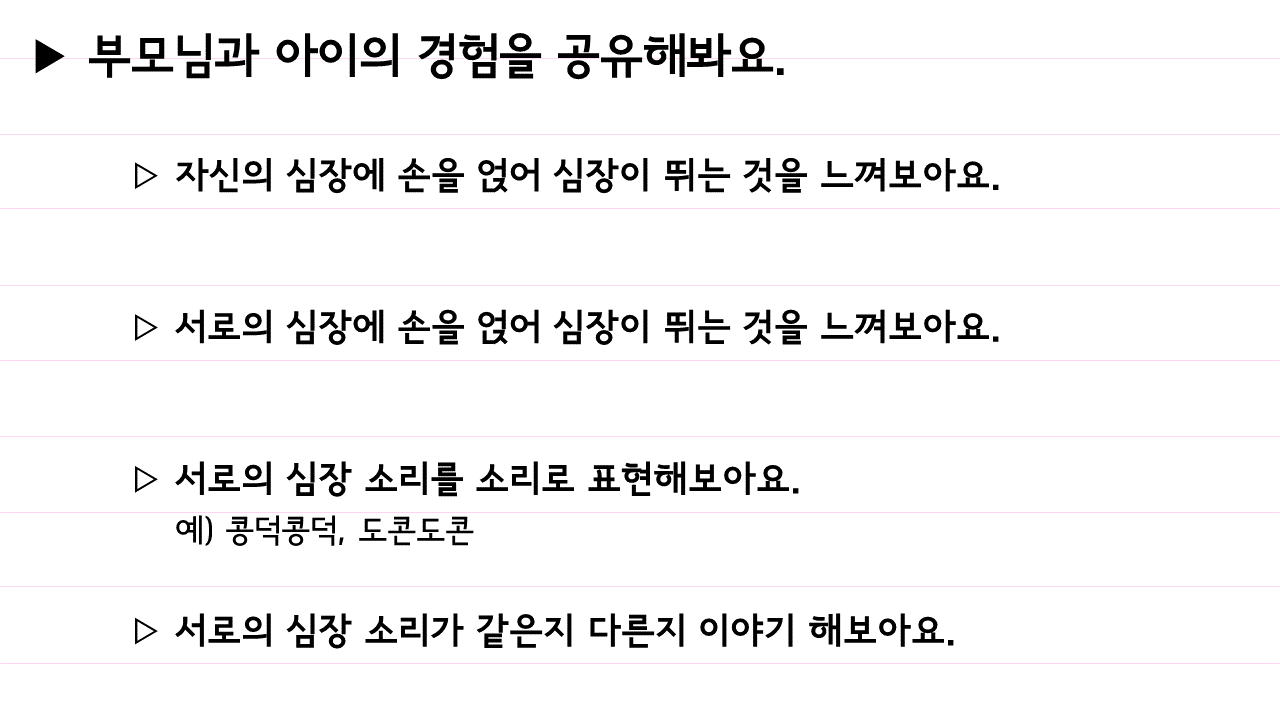 ▶ 부모님과 아이의 경험을 공유해봐요.
▷ 자신의 심장에 손을 얹어 심장이 뛰는 것을 느껴보아요.
▷ 서로의 심장에 손을 얹어 심장이 뛰는 것을 느껴보아요.
▷ 서로의 심장 소리를 소리로 표현해보아요.
예) 콩덕콩덕, 도콘도콘
▷ 서로의 심장 소리가 같은지 다른지 이야기 해보아요.